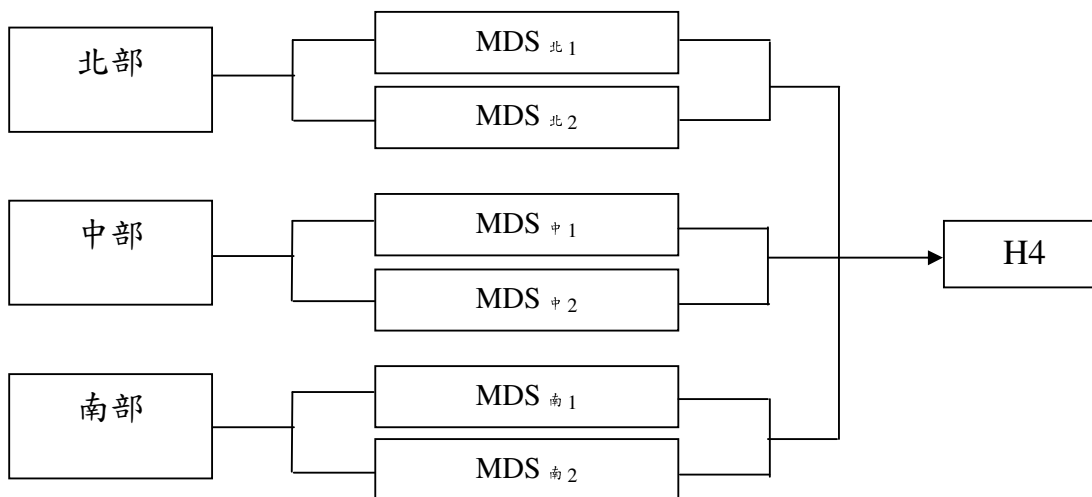 北部
MDS 北 1
MDS 北 2
中部
MDS 中 1
MDS 中 2
H4
南部
MDS 南 1
MDS 南 2